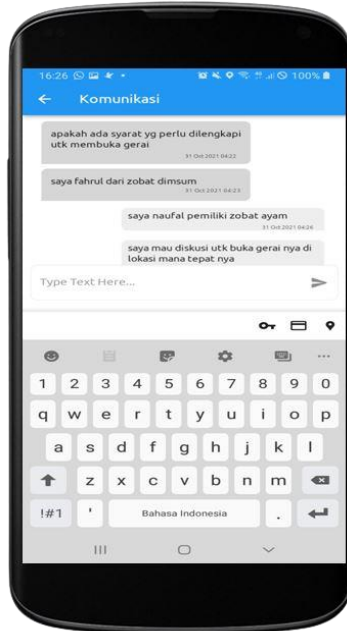 16:26
100%
Komunikasi
apakah ada syarat yg perlu dilengkapi
utk membuka gerai
31 Oct 2021 04:22
saya fahrul dari zobat dimsum
31 Oct 2021 04:23
saya naufal pemiliki zobat ayam
31 Oct 2021 04:26
saya mau diskusi utk buka gerai nya di
lokasi mana tepat nya
Type Text Here...
1 2 3 4 5 6 7 8 9 0
q w e r t y u i o p
a s d f g h j k l
z x c v b n m
!#1 ' Bahasa Indonesia .